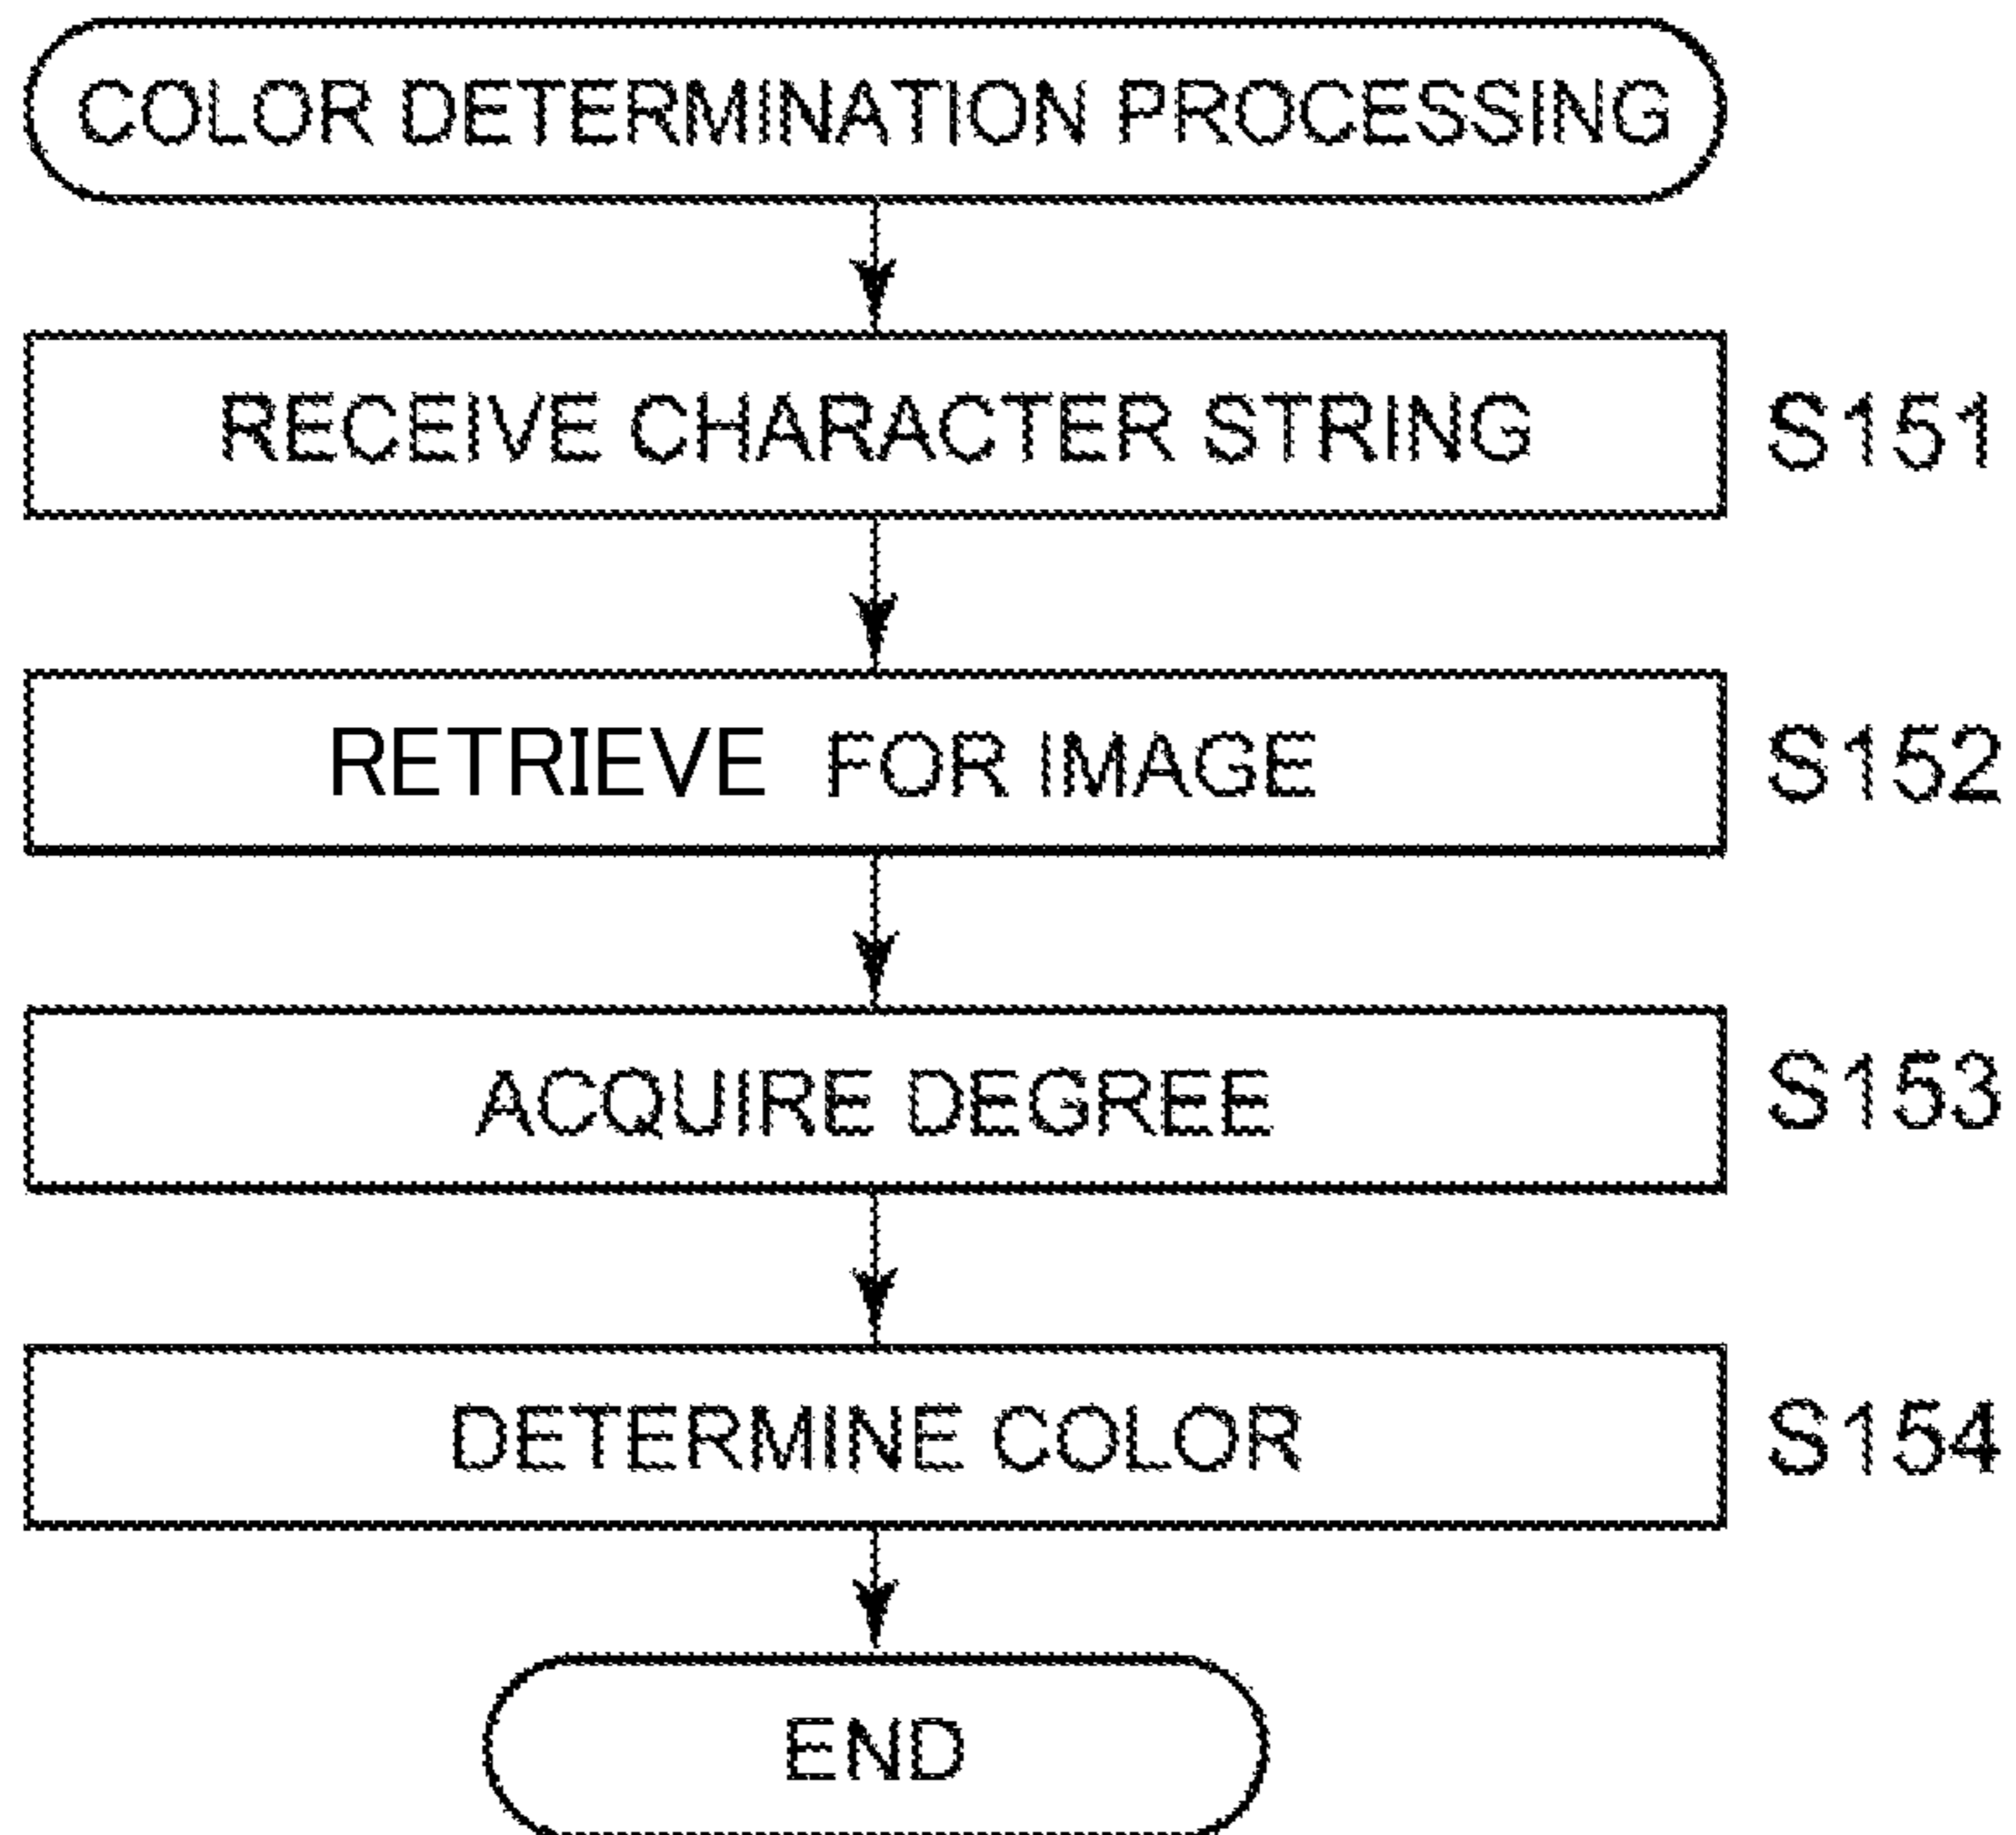 COLOR DETERMINATION PROCESSING
RECEIVE CHARACTER STRING S151
RETRIEVE FOR IMAGE S152
ACQUIRE DEGREE S153
DETERMINE COLOR S154
END